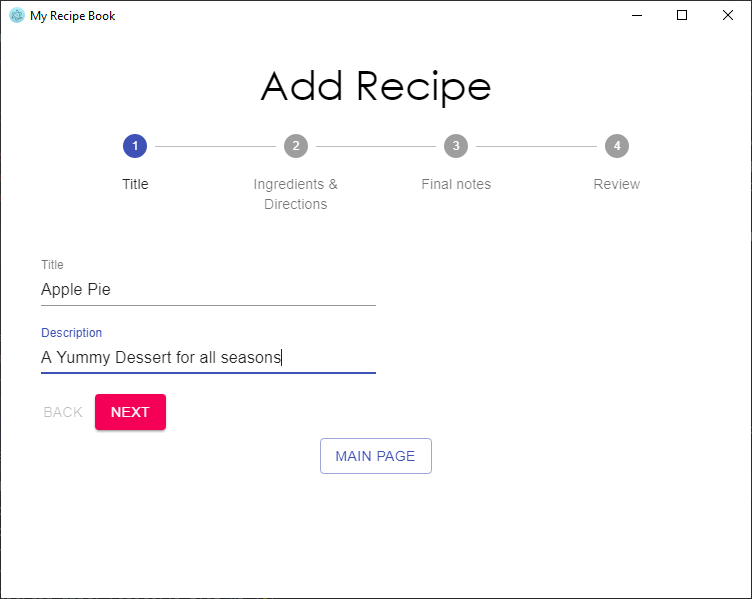 My Recipe Book
Add Recipe
1
2
3
4
Title
Ingredients &
Directions
Final notes
Review
Title
Apple Pie
Description
A Yummy Dessert for all seasons
BACK
NEXT
MAIN PAGE